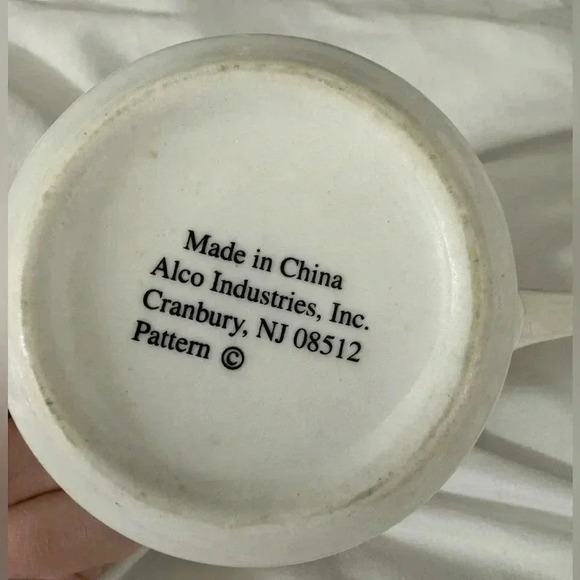 Made in China
Alco Industries, Inc.
Cranbury, NJ 08512
Pattern ©